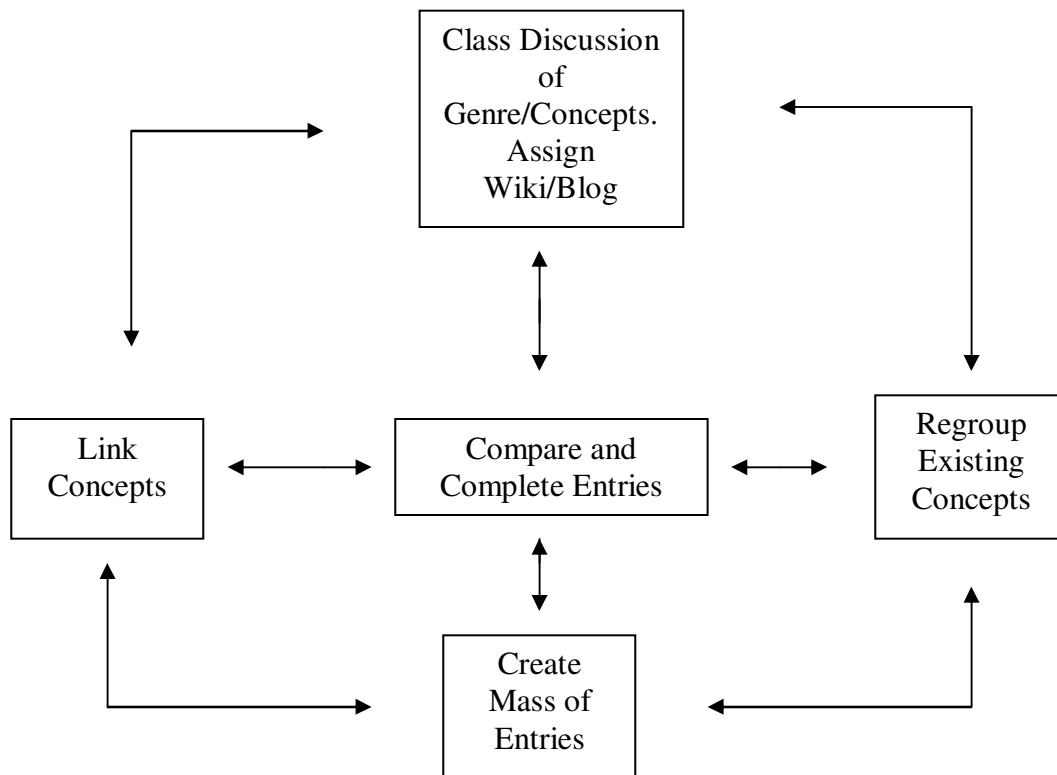 Class Discussion
of
Genre/Concepts.
Assign
Wiki/Blog
Link
Concepts
Compare and
Complete Entries
Regroup
Existing
Concepts
Create
Mass of
Entries